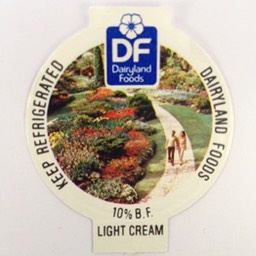 DF
Dairyland
Foods
KEEP REFRIGERATED
DAIRYLAND FOODS
10% B.F.
LIGHT CREAM